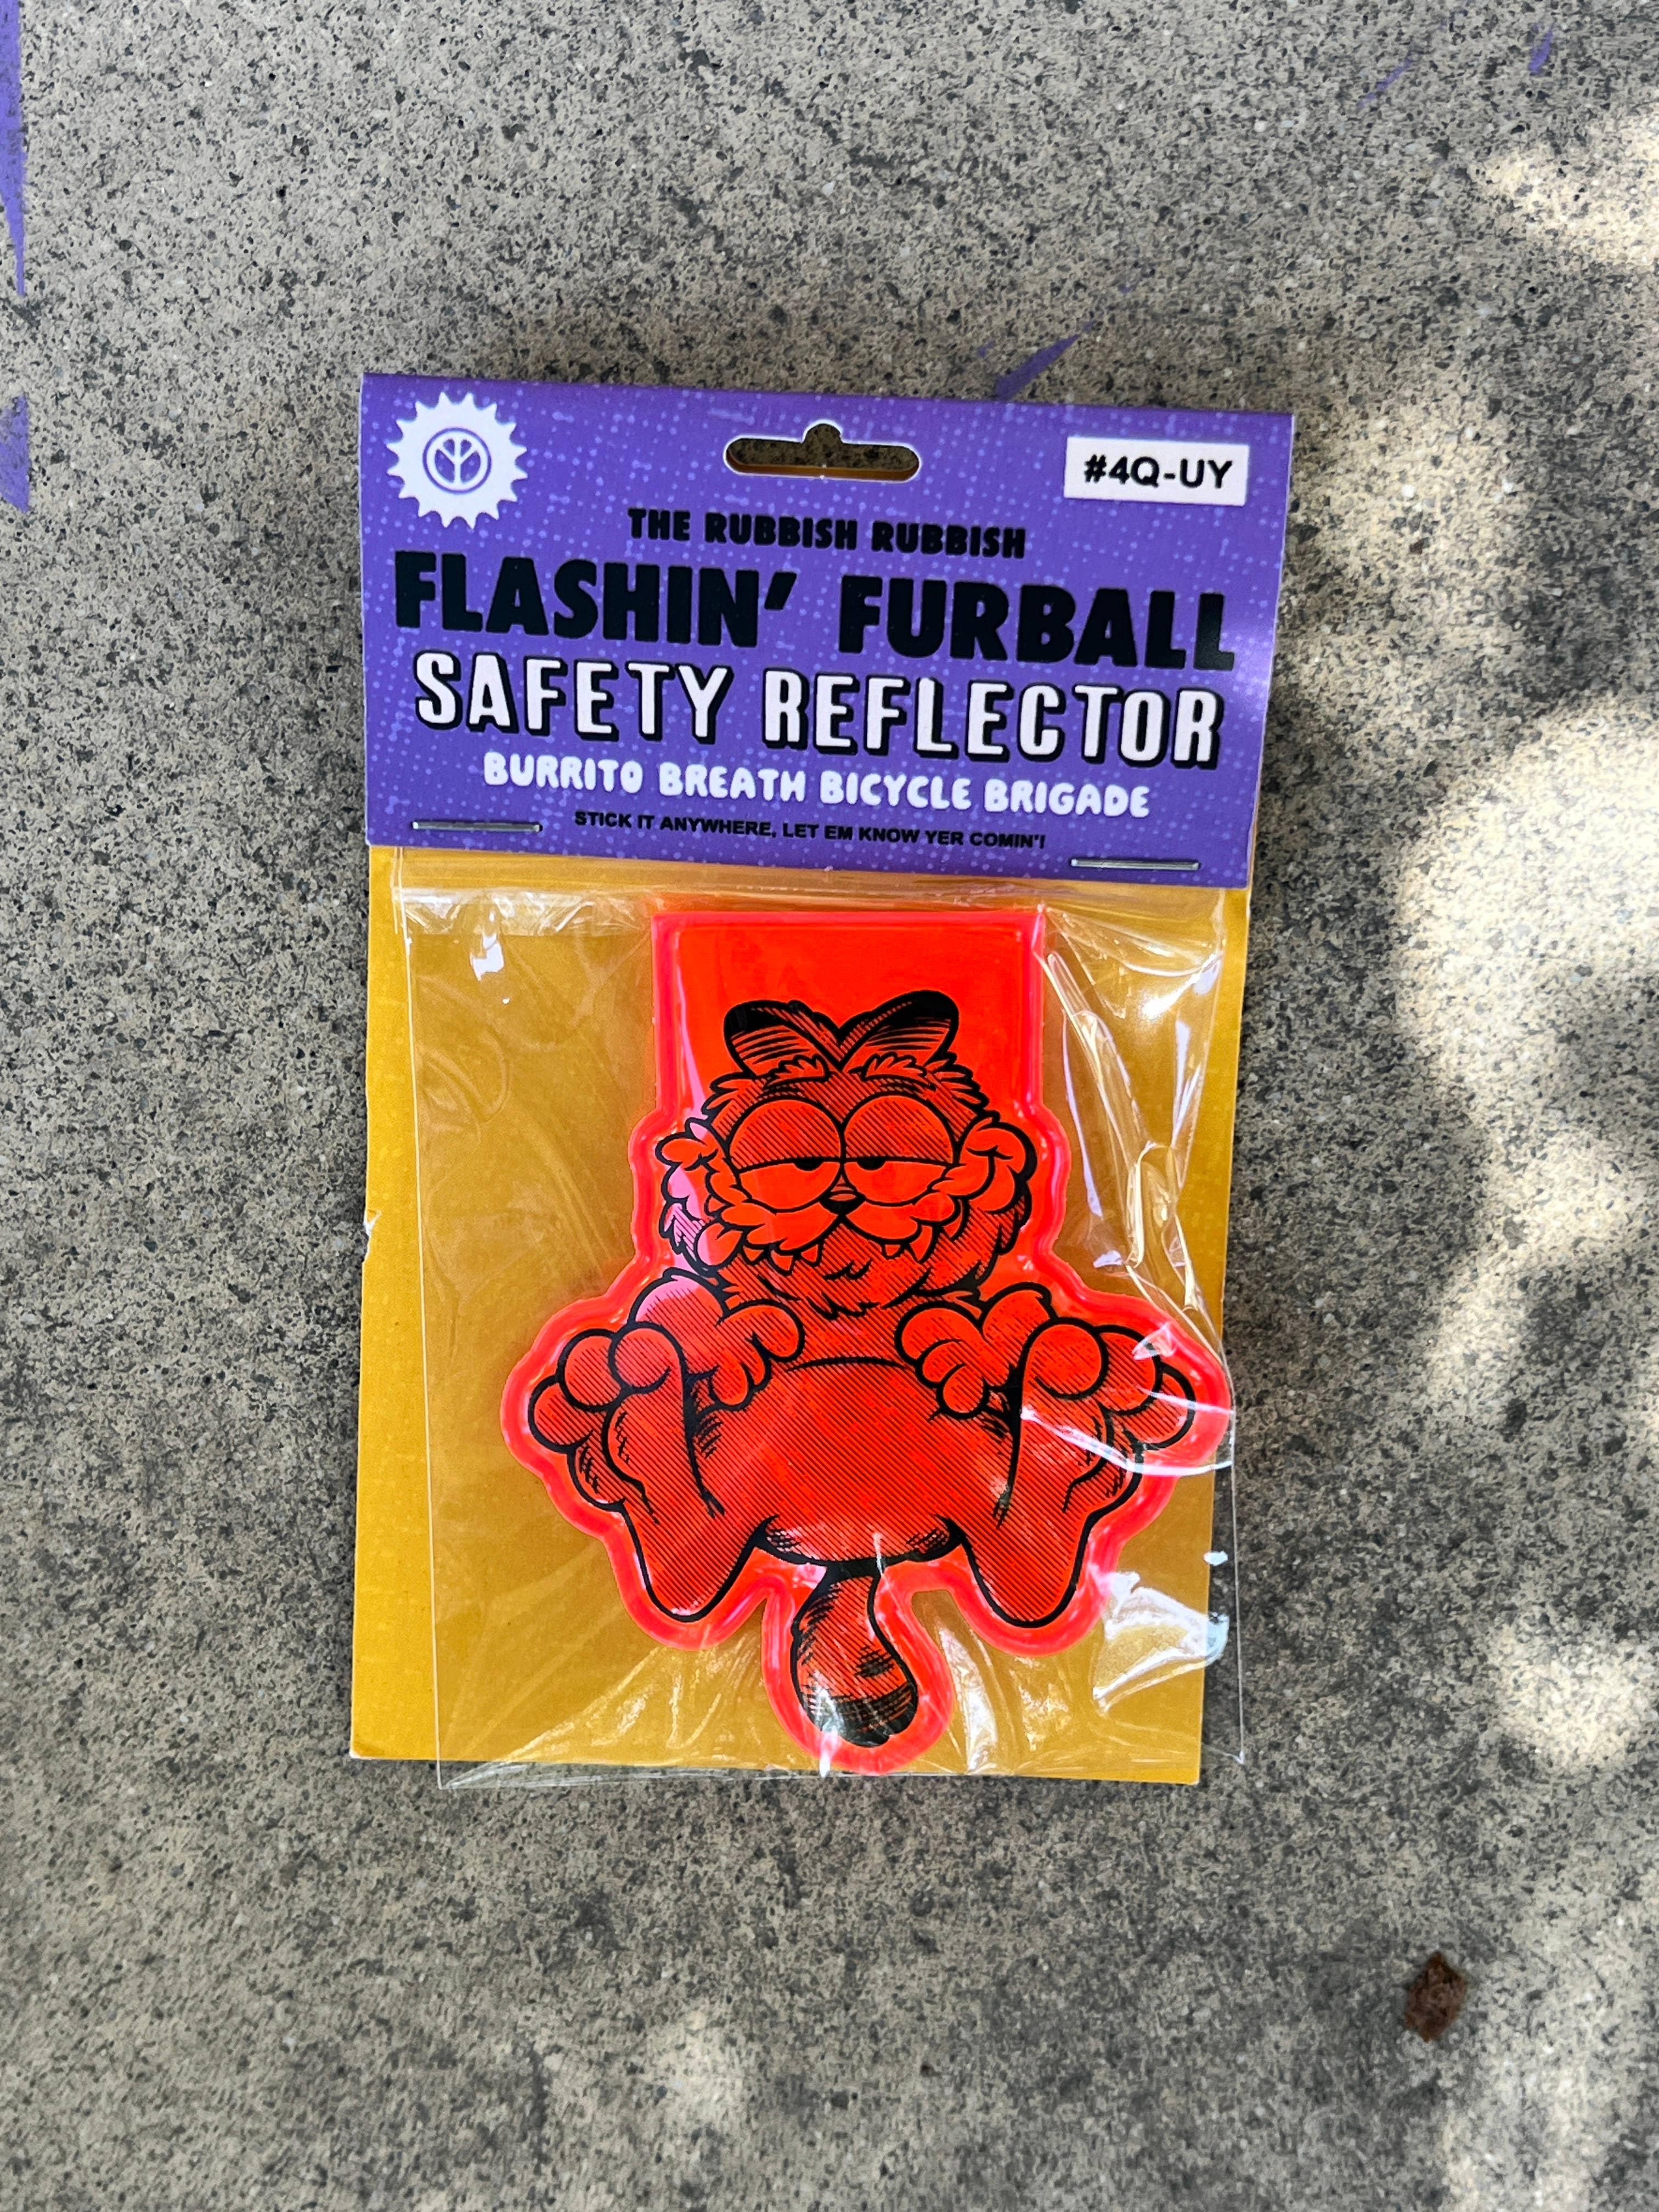 #4Q-UY
THE RUBBISH RUBBISH
FLASHIN' FURBALL
SAFETY REFLECTOR
BURRITO BREATH BICYCLE BRIGADE
STICK IT ANYWHERE, LET EM KNOW YER COMIN'!